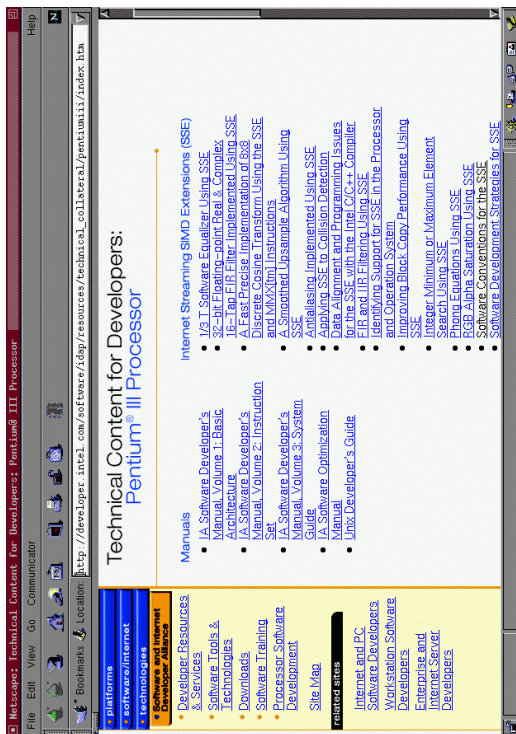 Netscape: Technical Content for Developers: Pentium® III Processor
File Edit View Go Communicator Help
Bookmarks Location: http://developer.intel.com/software/idap/resources/technical_collateral/pentiumiii/index.htm
N
platforms
software/internet
technologies
Software and Internet
Developer Alliance
Developer Resources
& Services
Software Tools &
Technologies
Downloads
Software Training
Processor Software
Development
Site Map
related sites
Internet and PC
Software Developers
Workstation Software
Developers
Enterprise and
Internet Server
Developers
Technical Content for Developers:
Pentium® III Processor
Manuals
IA Software Developer's
Manual, Volume 1: Basic
Architecture
IA Software Developer's
Manual, Volume 2: Instruction
Set
IA Software Developer's
Manual, Volume 3: System
Guide
IA Software Optimization
Manual
Unix Developer's Guide
Internet Streaming SIMD Extensions (SSE)
1/3 T Software Equalizer Using SSE
32-bit Floating-point Real & Complex
16-Tap FIR Filter Implemented Using SSE
A Fast Precise Implementation of 8x8
Discrete Cosine Transform Using the SSE
and MMX[tm] Instructions
A Smoothed Upsample Algorithm Using
SSE
Antialiasing Implemented Using SSE
Applying SSE to Collision Detection
Data Alignment and Programming Issues
for the SSE with the Intel C/C++ Compiler
FIR and IIR Filtering Using SSE
Identifying Support for SSE in the Processor
and Operation System
Improving Block Copy Performance Using
SSE
Integer Minimum or Maximum Element
Search Using SSE
Phong Equations Using SSE
RGB Alpha Saturation Using SSE
Software Conventions for the SSE
Software Development Strategies for SSE